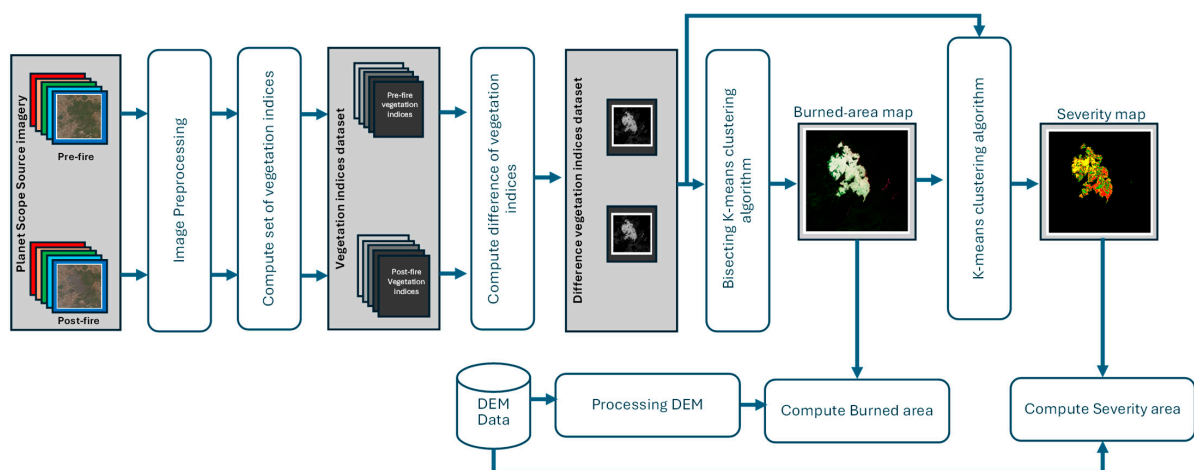 Planet Scope Source imagery
Pre-fire
Post-fire
Image Preprocessing
Compute set of vegetation indices
Vegetation indices dataset
Pre-fire
vegetation
Indices
Post-fire
Vegetation
Indices
Compute difference of vegetation
indices
Difference vegetation indices dataset
Bisecting K-means clustering
algorithm
Burned-area map
K-means clustering algorithm
Severity map
DEM
Data
Processing DEM
Compute Burned area
Compute Severity area